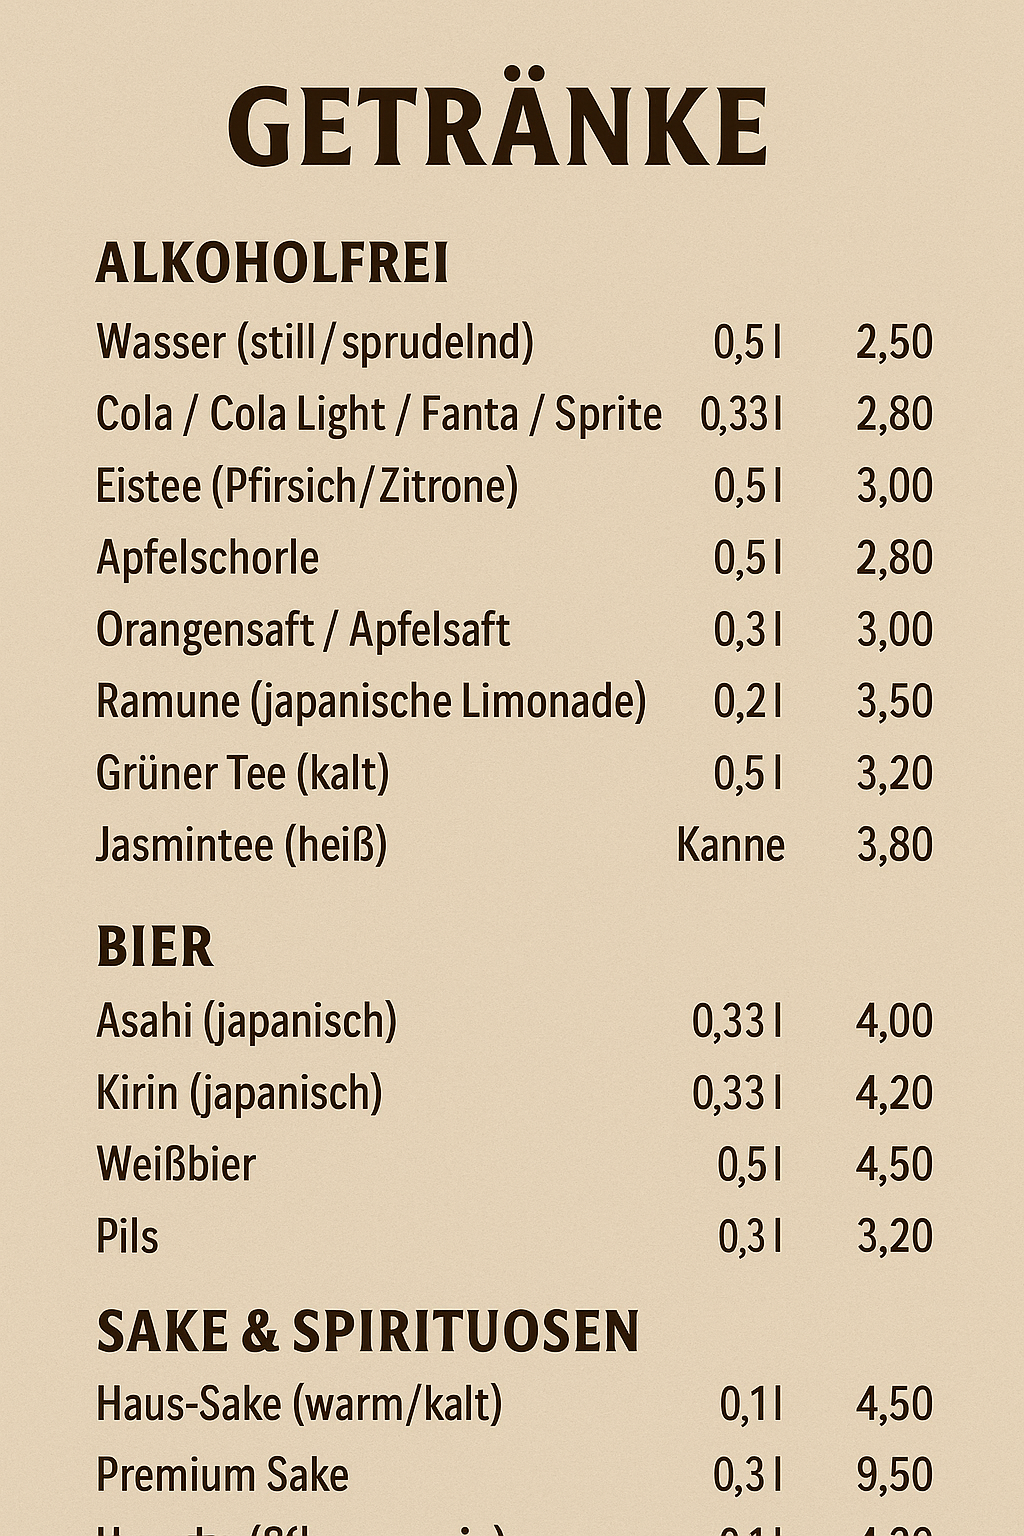 GETRÄNKE
ALKOHOLFREI
Wasser (still/sprudelnd) 0,5 l 2,50
Cola / Cola Light / Fanta / Sprite 0,33 l 2,80
Eistee (Pfirsich/Zitrone) 0,5 l 3,00
Apfelschorle 0,5 l 2,80
Orangensaft / Apfelsaft 0,3 l 3,00
Ramune (japanische Limonade) 0,2 l 3,50
Grüner Tee (kalt) 0,5 l 3,20
Jasmintee (heiß) Kanne 3,80
BIER
Asahi (japanisch) 0,33 l 4,00
Kirin (japanisch) 0,33 l 4,20
Weißbier 0,5 l 4,50
Pils 0,3 l 3,20
SAKE & SPIRITUOSEN
Haus-Sake (warm/kalt) 0,1 l 4,50
Premium Sake 0,3 l 9,50